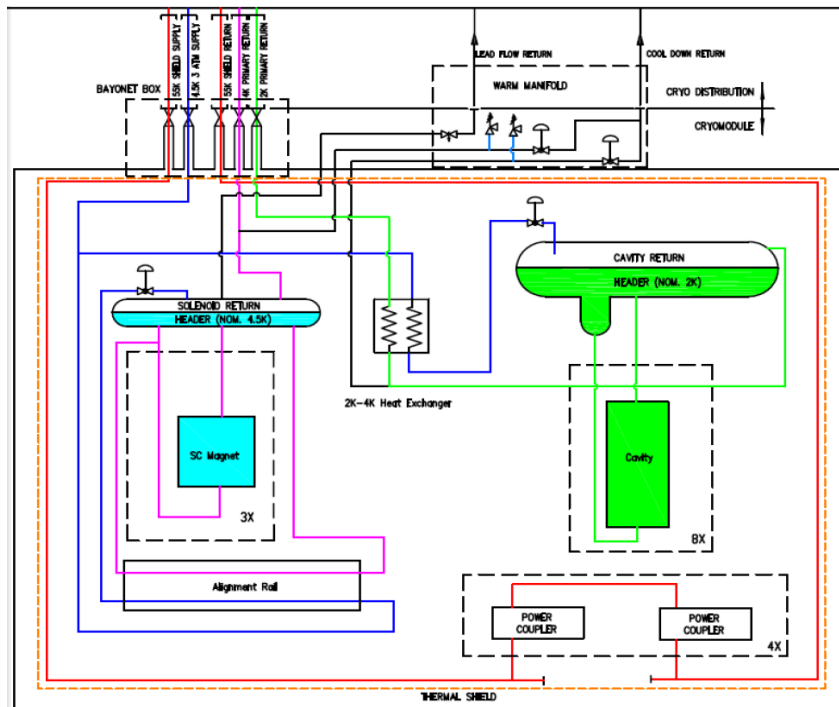 55K SHIELD SUPPLY
4.5K 3 ATM SUPPLY
55K SHIELD RETURN
4K PRIMARY RETURN
2K PRIMARY RETURN
LEAD FLOW RETURN
COOL DOWN RETURN
BAYONET BOX
WARM MANIFOLD
CRYO DISTRIBUTION
CRYOMODULE
CAVITY RETURN
HEADER (NOM. 2K)
SOLENOID RETURN
HEADER (NOM. 4.5K)
2K-4K Heat Exchanger
SC Magnet
3X
Cavity
8X
Alignment Rail
POWER
COUPLER
POWER
COUPLER
4X
THERMAL SHIELD